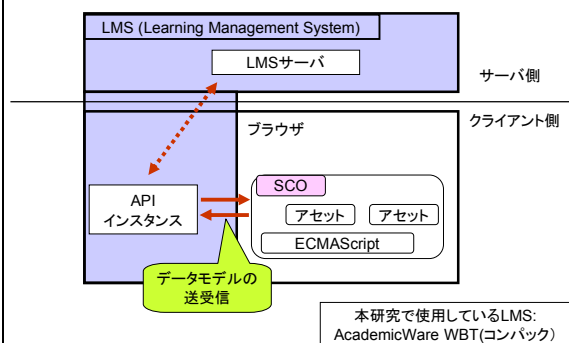 LMS (Learning Management System)
LMSサーバ
サーバ側
クライアント側
ブラウザ
SCO
API
インスタンス
アセット
アセット
ECMAScript
データモデルの
送受信
本研究で使用しているLMS:
AcademicWare WBT(コンパック)